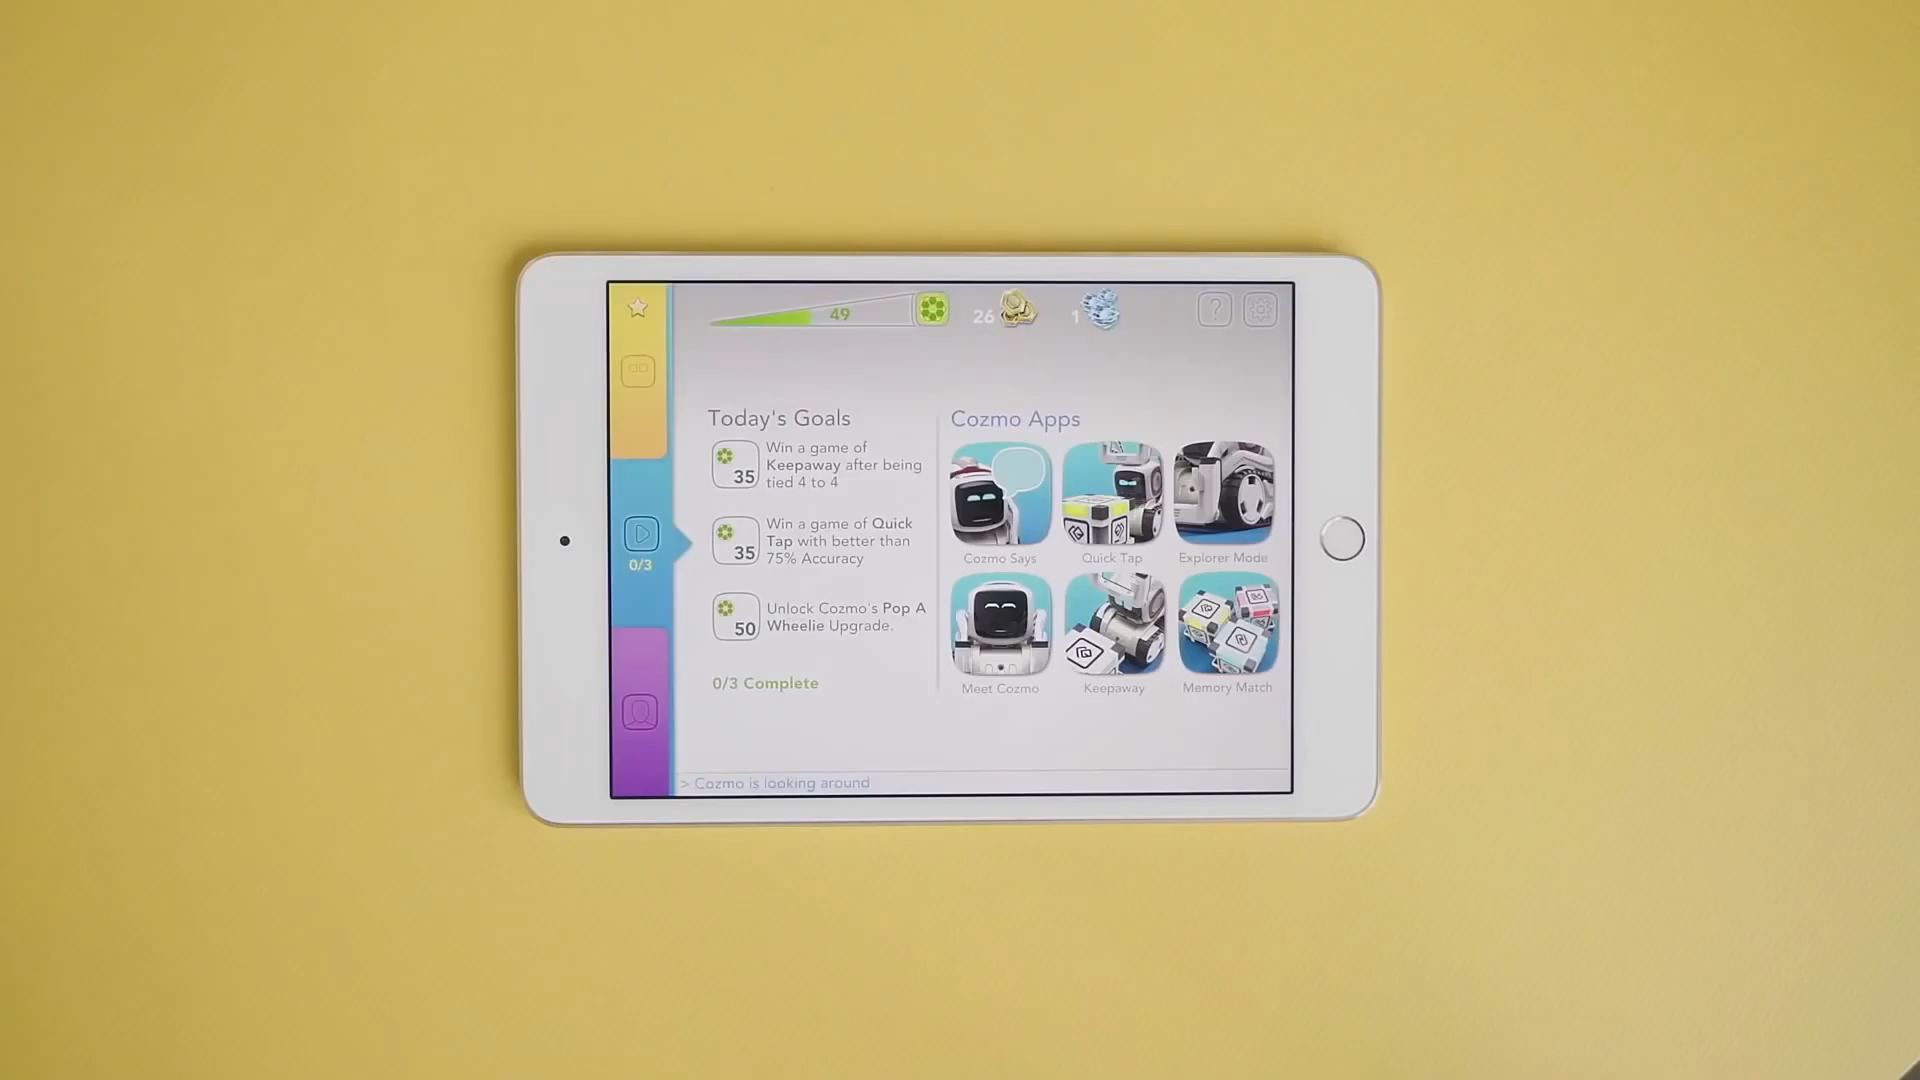 49
26
1
?
Today's Goals
35
Win a game of
Keepaway after being
tied 4 to 4
35
Win a game of Quick
Tap with better than
75% Accuracy
50
Unlock Cozmo's Pop A
Wheelie Upgrade.
0/3 Complete
0/3
Cozmo Apps
Cozmo Says
Quick Tap
Explorer Mode
Meet Cozmo
Keepaway
Memory Match
> Cozmo is looking around